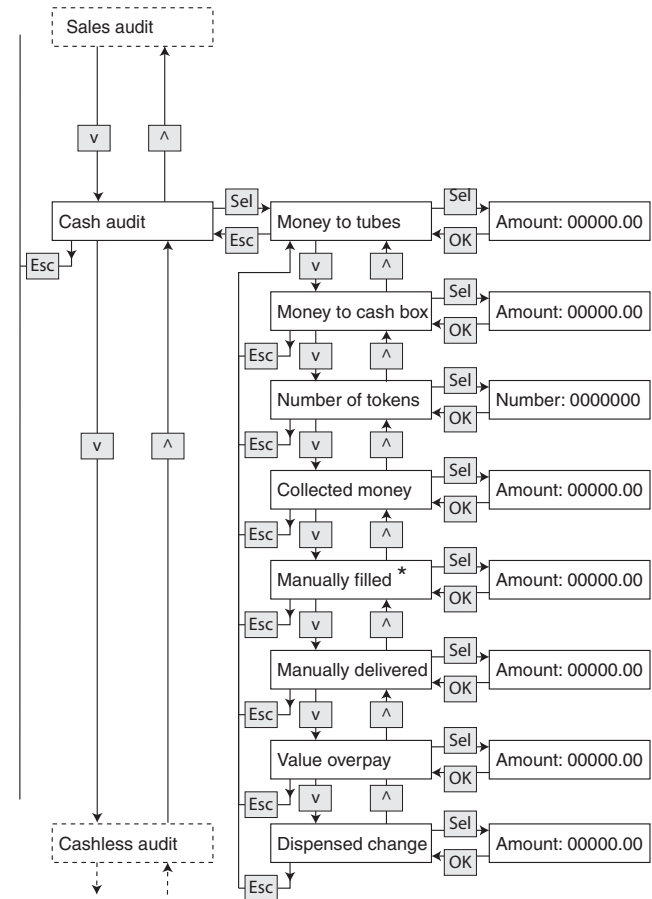 Sales audit
v ^
Cash audit Sel Esc Money to tubes Sel OK Amount: 00000.00
Esc v ^
Money to cash box Sel OK Amount: 00000.00
Esc v ^
Number of tokens Sel OK Number: 0000000
v ^ Esc v ^
Collected money Sel OK Amount: 00000.00
Esc v ^
Manually filled * Sel OK Amount: 00000.00
Esc v ^
Manually delivered Sel OK Amount: 00000.00
Esc v ^
Value overpay Sel OK Amount: 00000.00
Esc v ^
Cashless audit Dispensed change Sel OK Amount: 00000.00
Esc